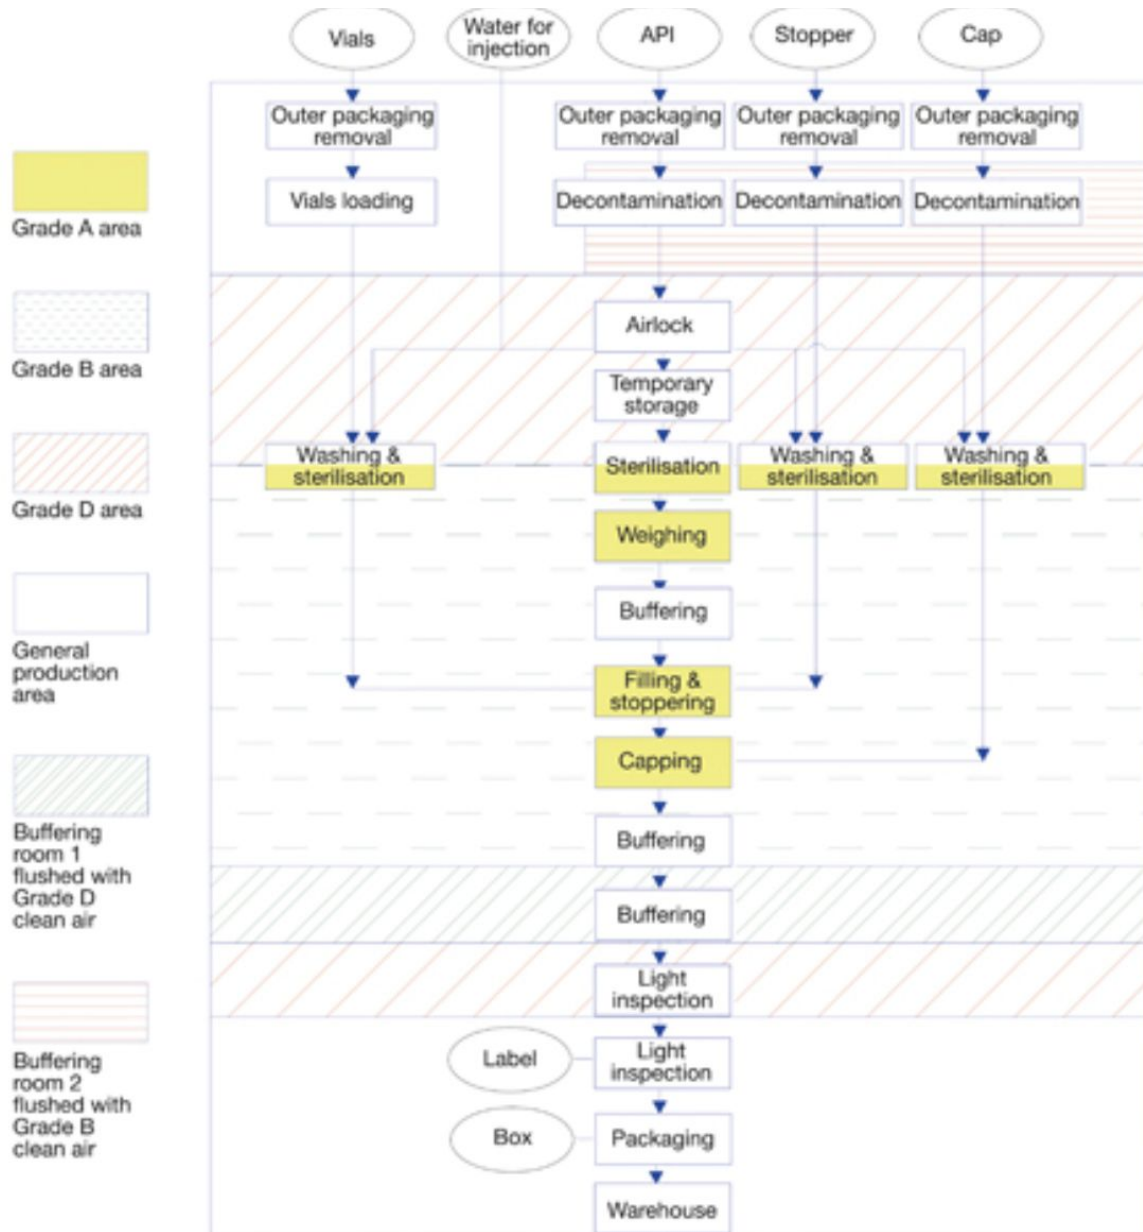 Vials
Water for
injection
API
Stopper
Cap
Outer packaging
removal
Outer packaging
removal
Outer packaging
removal
Outer packaging
removal
Vials loading
Decontamination
Decontamination
Decontamination
Airlock
Temporary
storage
Washing &
sterilisation
Sterilisation
Washing &
sterilisation
Washing &
sterilisation
Weighing
Buffering
Filling &
stoppering
Capping
Buffering
Buffering
Light
inspection
Label
Light
inspection
Box
Packaging
Warehouse
Grade A area
Grade B area
Grade D area
General
production
area
Buffering
room 1
flushed with
Grade D
clean air
Buffering
room 2
flushed with
Grade B
clean air